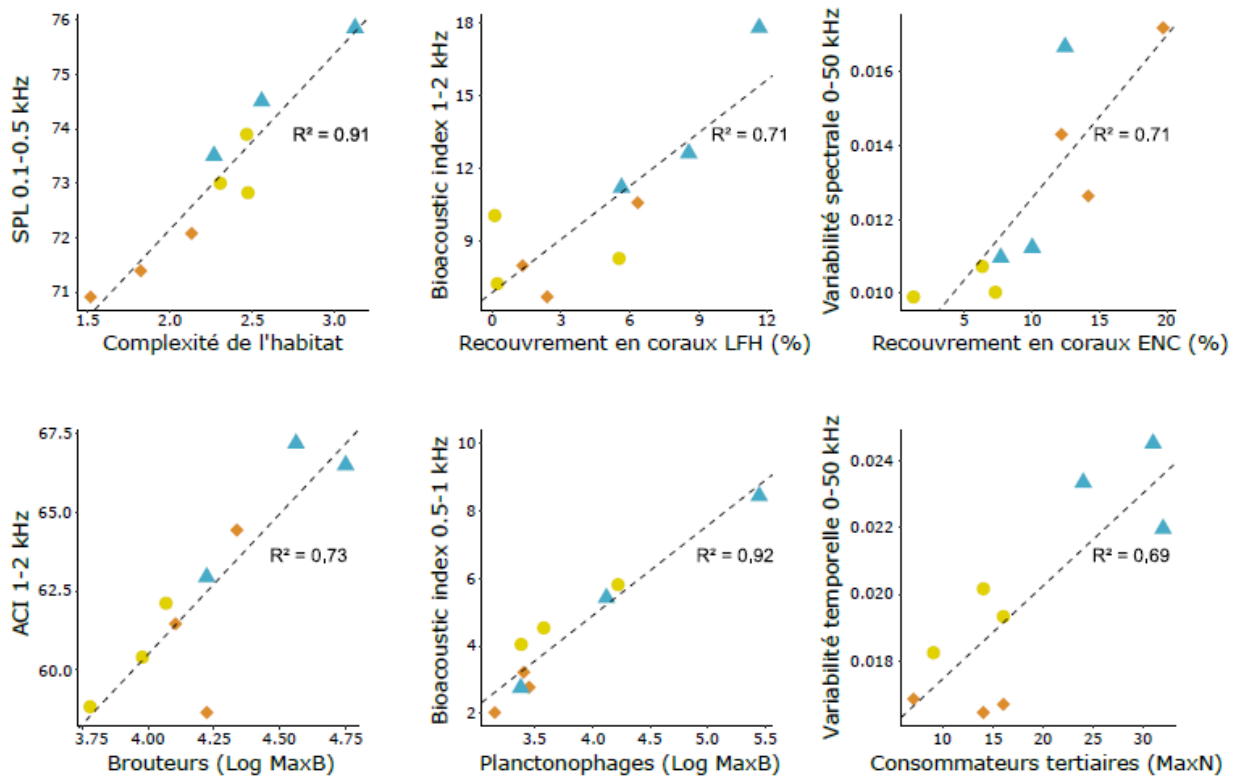 SPL 0.1-0.5 kHz
76
75
74
73
72
71
R² = 0.91
1.5 2.0 2.5 3.0
Complexité de l'habitat
Bioacoustic index 1-2 kHz
18
15
12
9
R² = 0.71
0 3 6 9 12
Recouvrement en coraux LFH (%)
Variabilité spectrale 0-50 kHz
0.016
0.014
0.012
0.010
R² = 0.71
5 10 15 20
Recouvrement en coraux ENC (%)
ACI 1-2 kHz
67.5
65.0
62.5
60.0
R² = 0,73
3.75 4.00 4.25 4.50 4.75
Brouteurs (Log MaxB)
Bioacoustic index 0.5-1 kHz
10
8
6
4
2
R² = 0,92
3.5 4.0 4.5 5.0 5.5
Planctonophages (Log MaxB)
Variabilité temporelle 0-50 kHz
0.024
0.022
0.020
0.018
R² = 0,69
10 15 20 25 30
Consommateurs tertiaires (MaxN)